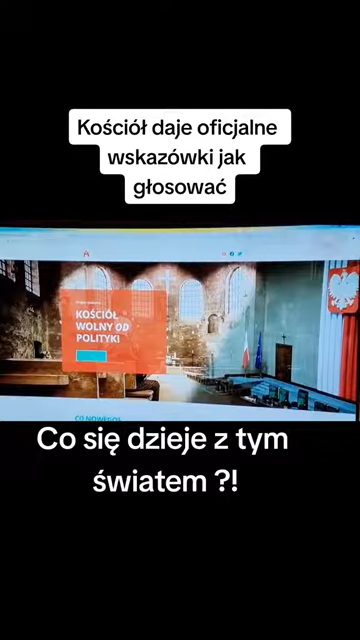 Kościół daje oficjalne
wskazówki jak
głosować
KOŚCIÓŁ
WOLNY OD
POLITYKI
CO NOWEGO?
Co się dzieje z tym
światem ?!